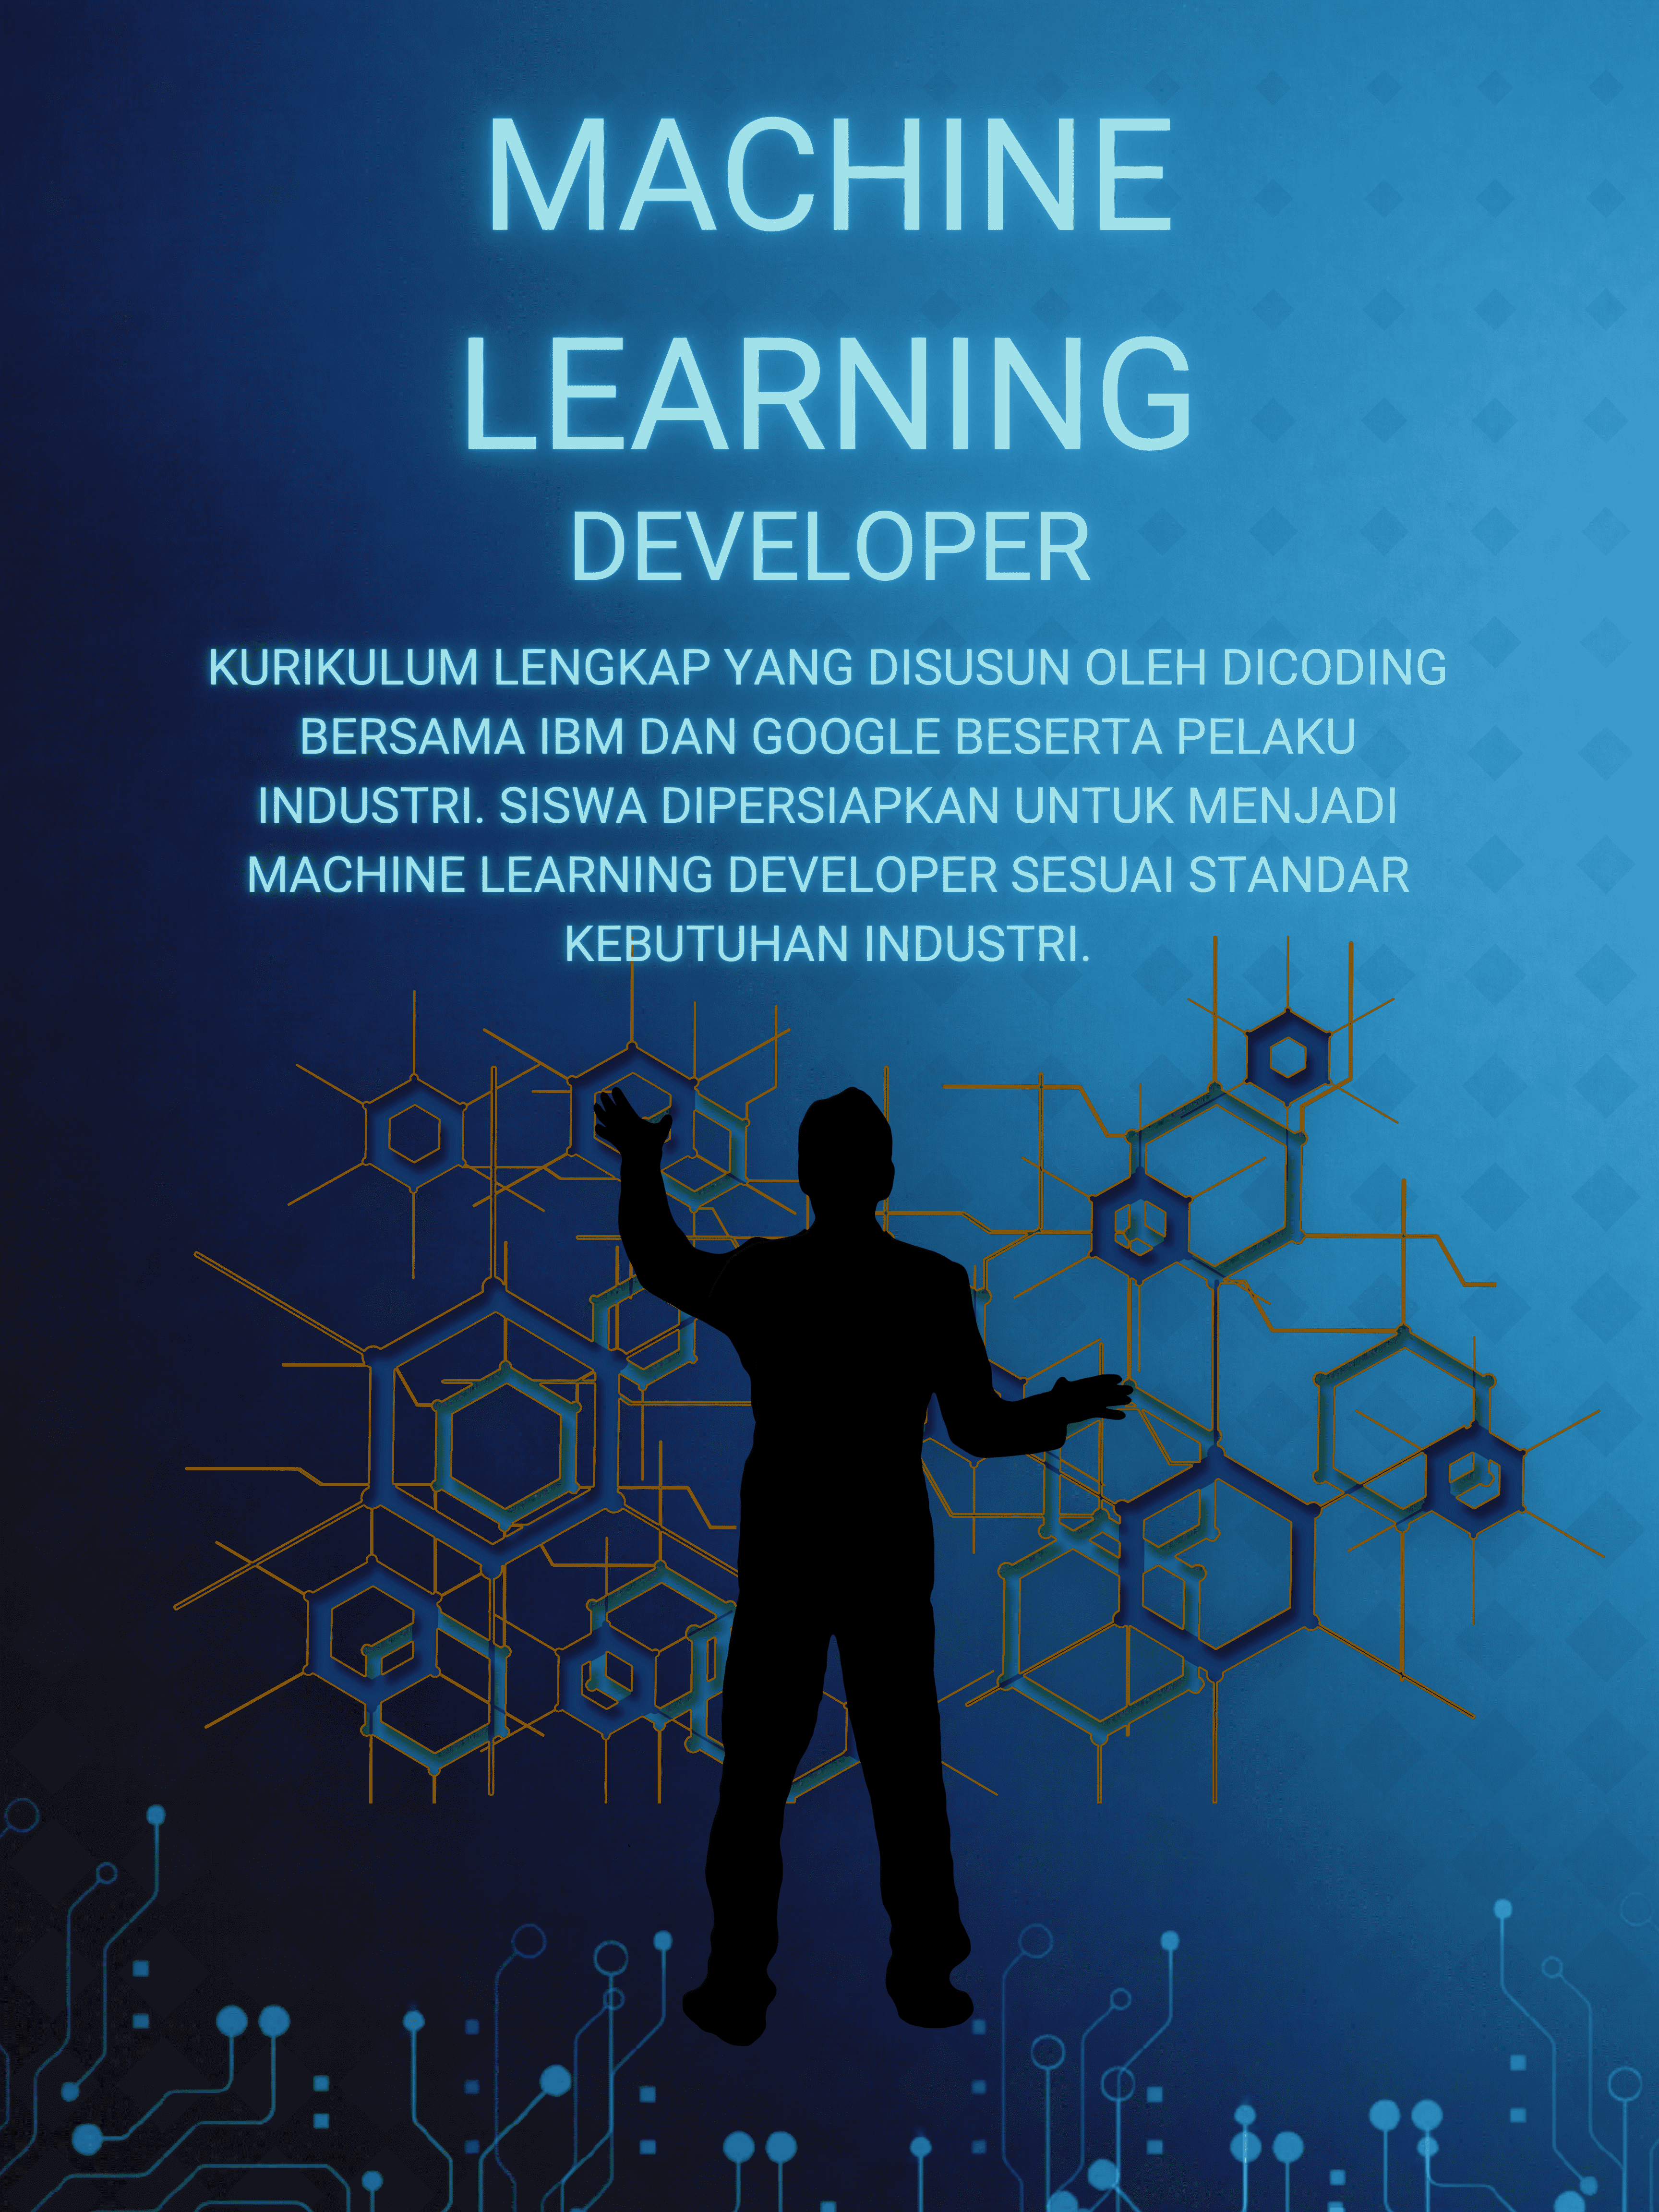 MACHINE
LEARNING
DEVELOPER
KURIKULUM LENGKAP YANG DISUSUN OLEH DICODING
BERSAMA IBM DAN GOOGLE BESERTA PELAKU
INDUSTRI. SISWA DIPERSIAPKAN UNTUK MENJADI
MACHINE LEARNING DEVELOPER SESUAI STANDAR
KEBUTUHAN INDUSTRI.